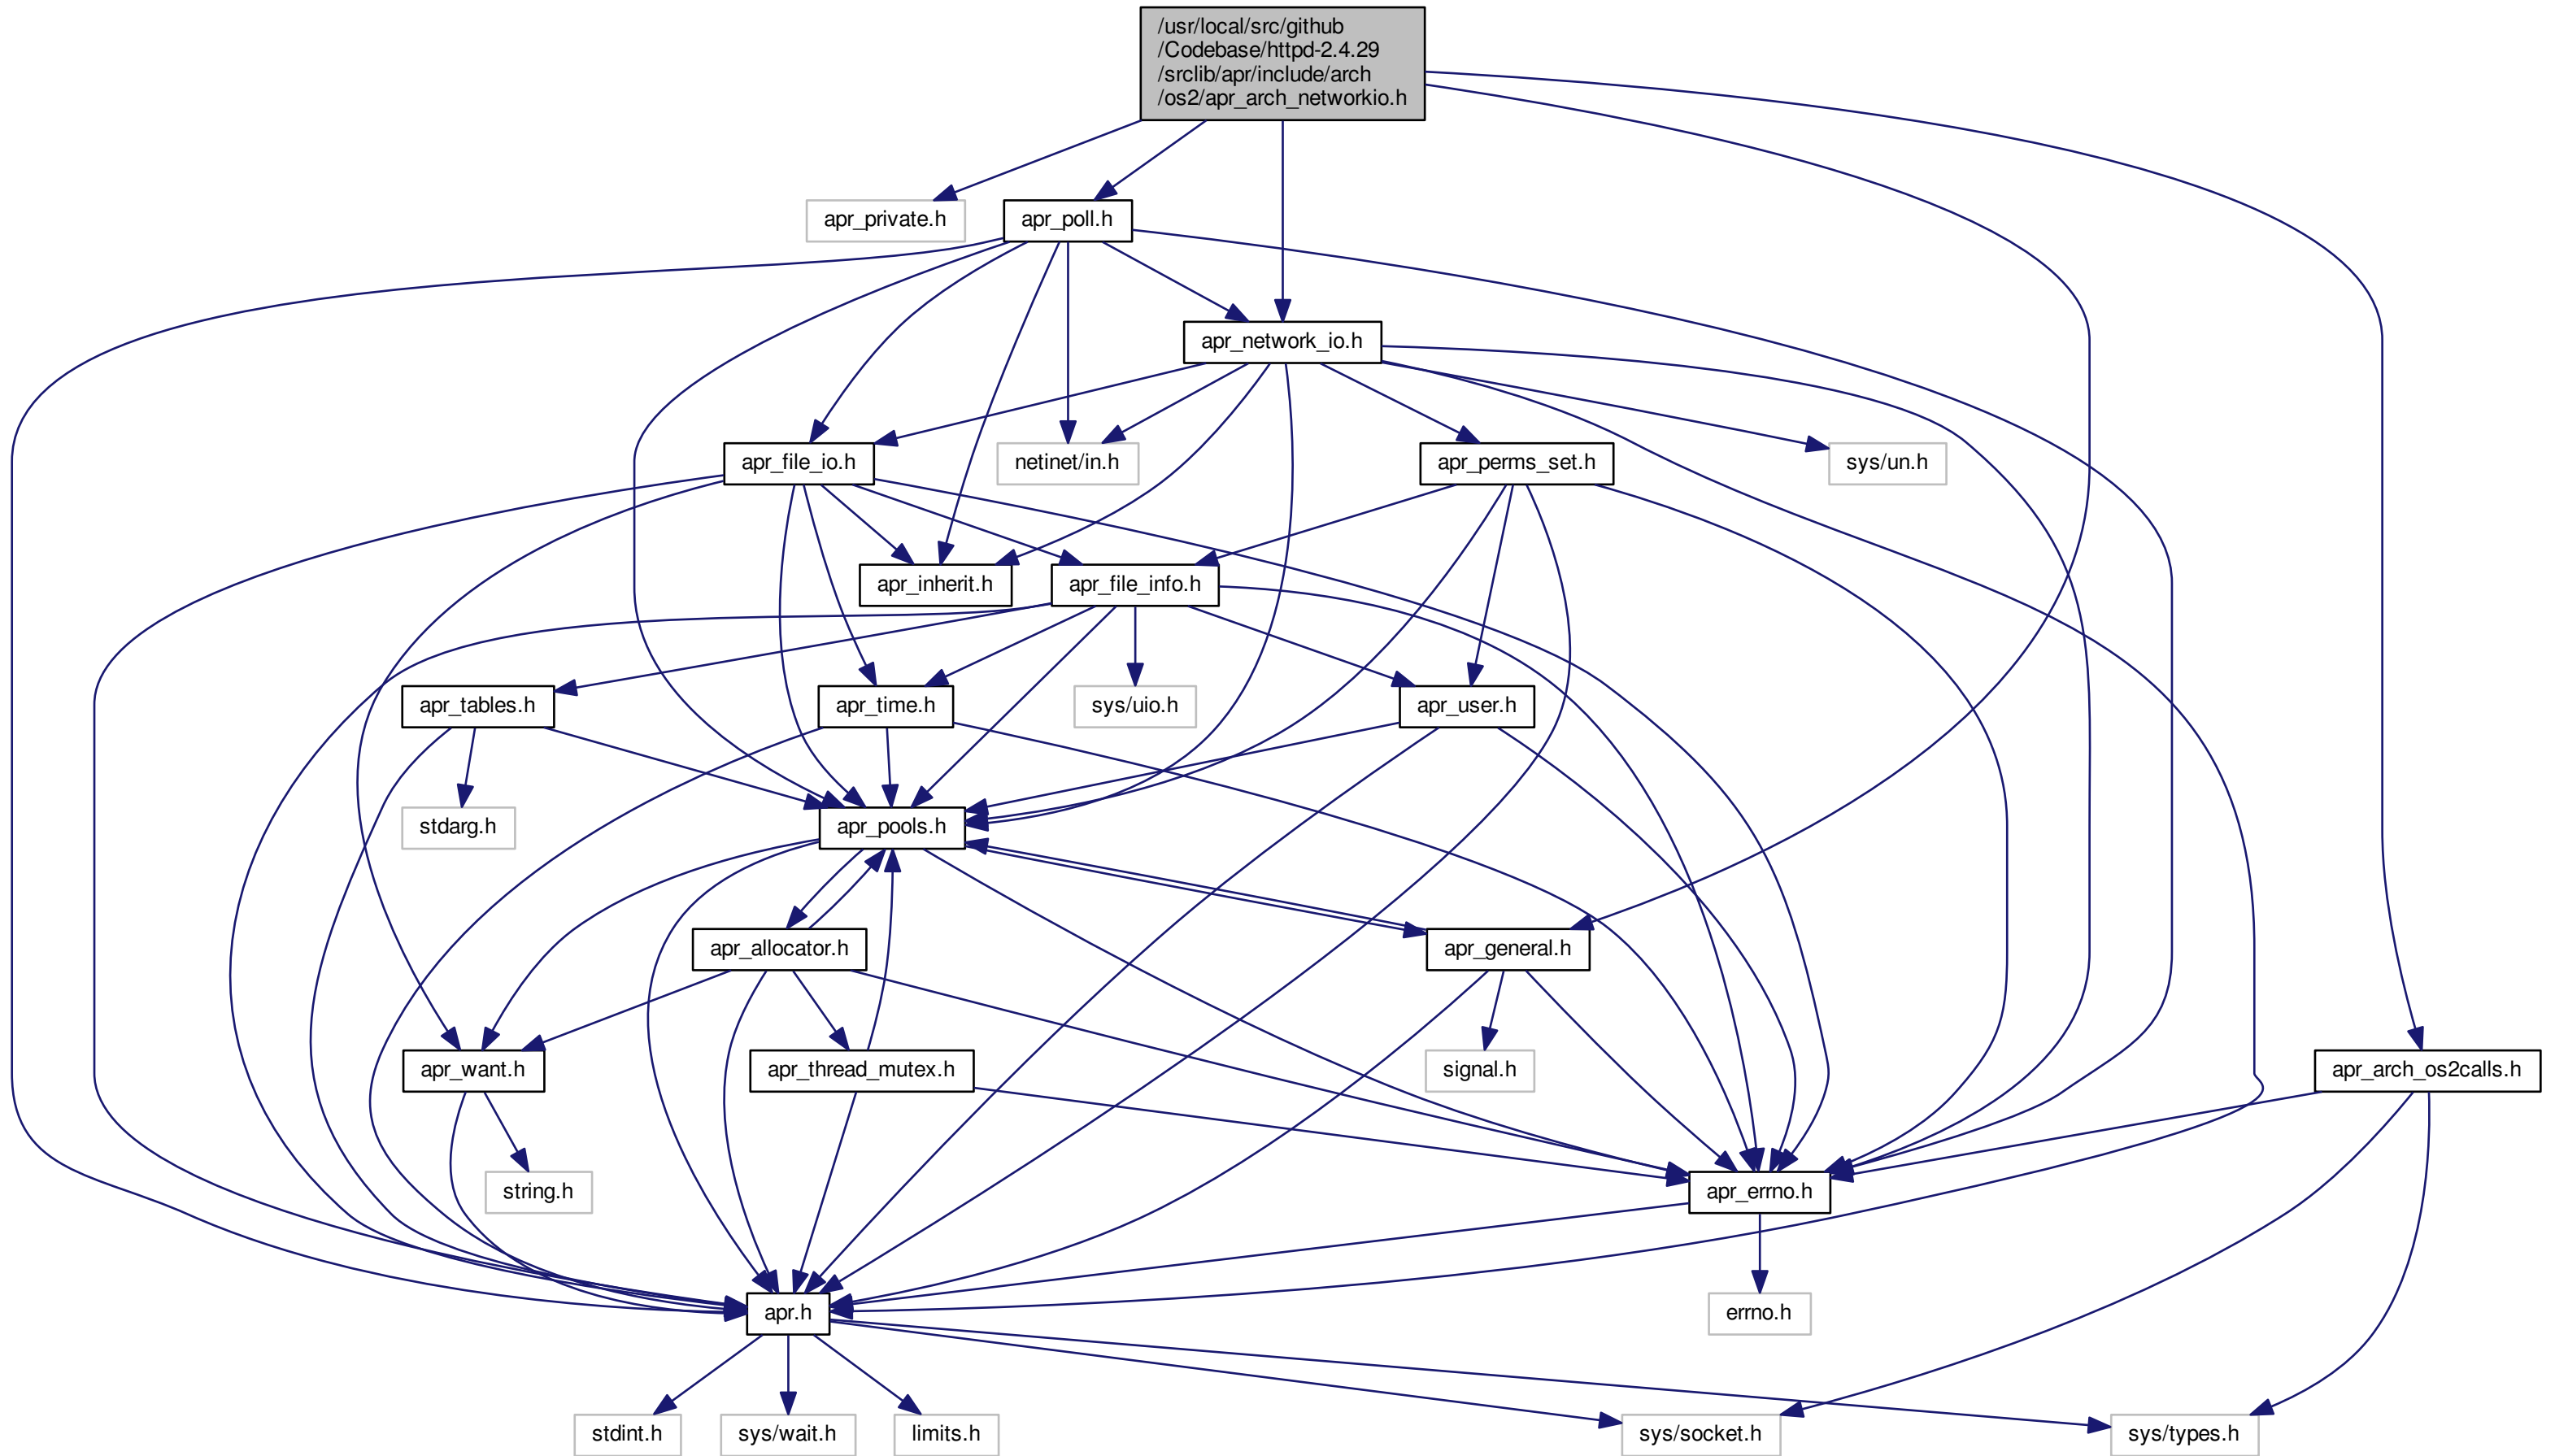 /usr/local/src/github
/Codebase/httpd-2.4.29
/srclib/apr/include/arch
/os2/apr_arch_networkio.h
apr_private.h
apr_poll.h
apr_network_io.h
apr_file_io.h
netinet/in.h
apr_perms_set.h
sys/un.h
apr_inherit.h
apr_file_info.h
apr_tables.h
apr_time.h
sys/uio.h
apr_user.h
stdarg.h
apr_pools.h
apr_allocator.h
apr_general.h
apr_want.h
apr_thread_mutex.h
signal.h
apr_arch_os2calls.h
string.h
apr_errno.h
apr.h
errno.h
stdint.h
sys/wait.h
limits.h
sys/socket.h
sys/types.h